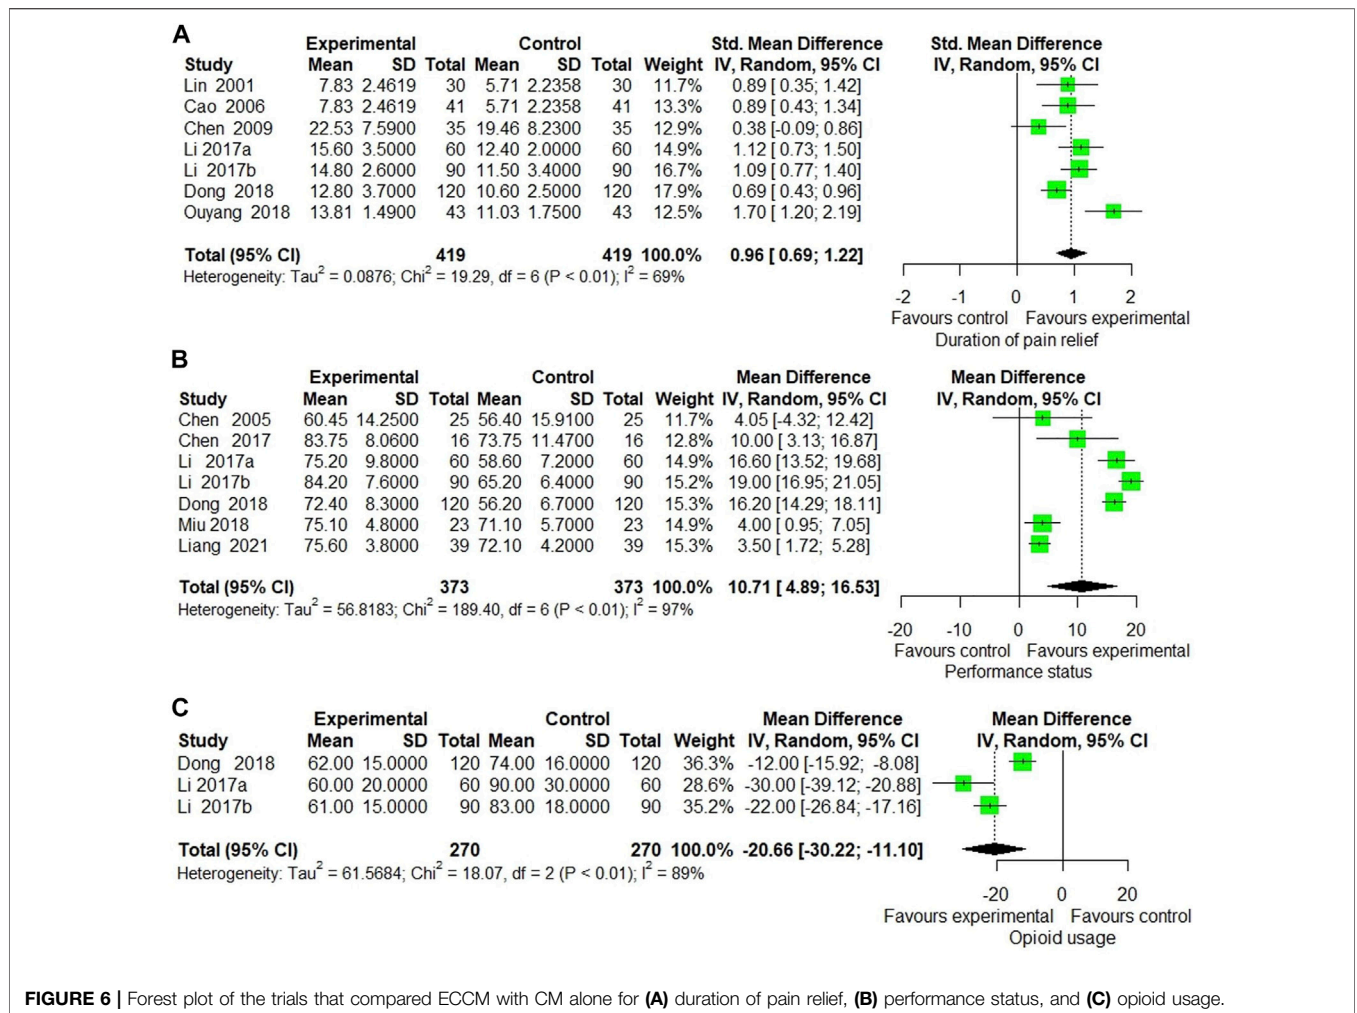 A
Experimental Control Std. Mean Difference Std. Mean Difference
Study Mean SD Total Mean SD Total Weight IV, Random, 95% CI IV, Random, 95% CI
Lin 2001 7.83 2.4619 30 5.71 2.2358 30 11.7% 0.89 [ 0.35; 1.42]
Cao 2006 7.83 2.4619 41 5.71 2.2358 41 13.3% 0.89 [ 0.43; 1.34]
Chen 2009 22.53 7.5900 35 19.46 8.2300 35 12.9% 0.38 [-0.09; 0.86]
Li 2017a 15.60 3.5000 60 12.40 2.0000 60 14.9% 1.12 [ 0.73; 1.50]
Li 2017b 14.80 2.6000 90 11.50 3.4000 90 16.7% 1.09 [ 0.77; 1.40]
Dong 2018 12.80 3.7000 120 10.60 2.5000 120 17.9% 0.69 [ 0.43; 0.96]
Ouyang 2018 13.81 1.4900 43 11.03 1.7500 43 12.5% 1.70 [ 1.20; 2.19]
Total (95% CI) 419 419 100.0% 0.96 [ 0.69; 1.22]
Heterogeneity: Tau² = 0.0876; Chi² = 19.29, df = 6 (P < 0.01); I² = 69%
-2 -1 0 1 2
Favours control Favours experimental
Duration of pain relief
B
Experimental Control Mean Difference Mean Difference
Study Mean SD Total Mean SD Total Weight IV, Random, 95% CI IV, Random, 95% CI
Chen 2005 60.45 14.2500 25 56.40 15.9100 25 11.7% 4.05 [-4.32; 12.42]
Chen 2017 83.75 8.0600 16 73.75 11.4700 16 12.8% 10.00 [ 3.13; 16.87]
Li 2017a 75.20 9.8000 60 58.60 7.2000 60 14.9% 16.60 [13.52; 19.68]
Li 2017b 84.20 7.6000 90 65.20 6.4000 90 15.2% 19.00 [16.95; 21.05]
Dong 2018 72.40 8.3000 120 56.20 6.7000 120 15.3% 16.20 [14.29; 18.11]
Miu 2018 75.10 4.8000 23 71.10 5.7000 23 14.9% 4.00 [ 0.95; 7.05]
Liang 2021 75.60 3.8000 39 72.10 4.2000 39 15.3% 3.50 [ 1.72; 5.28]
Total (95% CI) 373 373 100.0% 10.71 [ 4.89; 16.53]
Heterogeneity: Tau² = 56.8183; Chi² = 189.40, df = 6 (P < 0.01); I² = 97%
-20 -10 0 10 20
Favours control Favours experimental
Performance status
C
Experimental Control Mean Difference Mean Difference
Study Mean SD Total Mean SD Total Weight IV, Random, 95% CI IV, Random, 95% CI
Dong 2018 62.00 15.0000 120 74.00 16.0000 120 36.3% -12.00 [-15.92; -8.08]
Li 2017a 60.00 20.0000 60 90.00 30.0000 60 28.6% -30.00 [-39.12; -20.88]
Li 2017b 61.00 15.0000 90 83.00 18.0000 90 35.2% -22.00 [-26.84; -17.16]
Total (95% CI) 270 270 100.0% -20.66 [-30.22; -11.10]
Heterogeneity: Tau² = 61.5684; Chi² = 18.07, df = 2 (P < 0.01); I² = 89%
-20 0 20
Favours experimental Favours control
Opioid usage
FIGURE 6 | Forest plot of the trials that compared ECCM with CM alone for (A) duration of pain relief, (B) performance status, and (C) opioid usage.